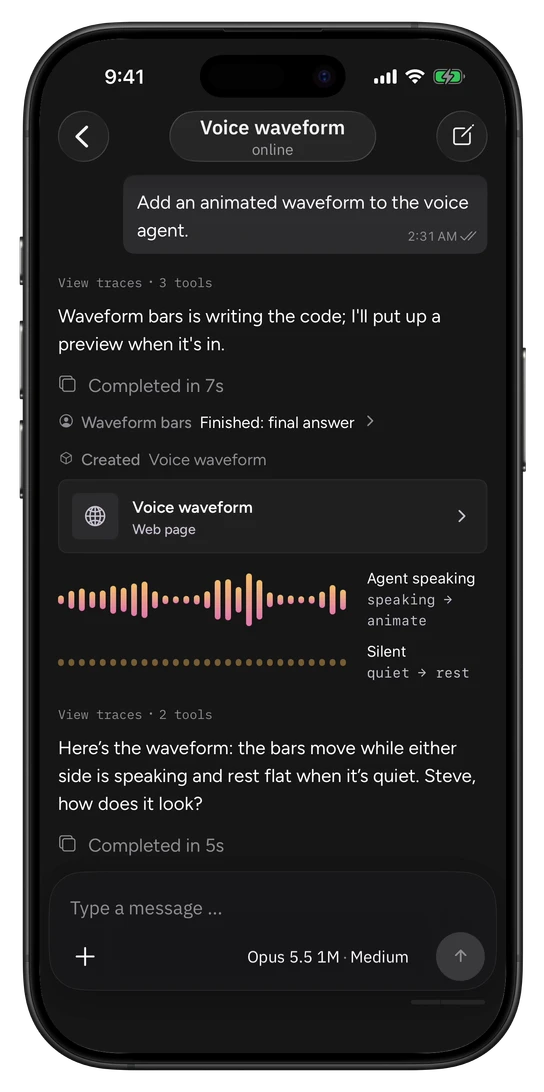 9:41
Voice waveform
online
Add an animated waveform to the voice
agent.
2:31 AM
View traces · 3 tools
Waveform bars is writing the code; I'll put up a
preview when it's in.
Completed in 7s
Waveform bars Finished: final answer
Created Voice waveform
Voice waveform
Web page
Agent speaking
speaking →
animate
Silent
quiet → rest
View traces · 2 tools
Here’s the waveform: the bars move while either
side is speaking and rest flat when it’s quiet. Steve,
how does it look?
Completed in 5s
Type a message ...
Opus 5.5 1M · Medium